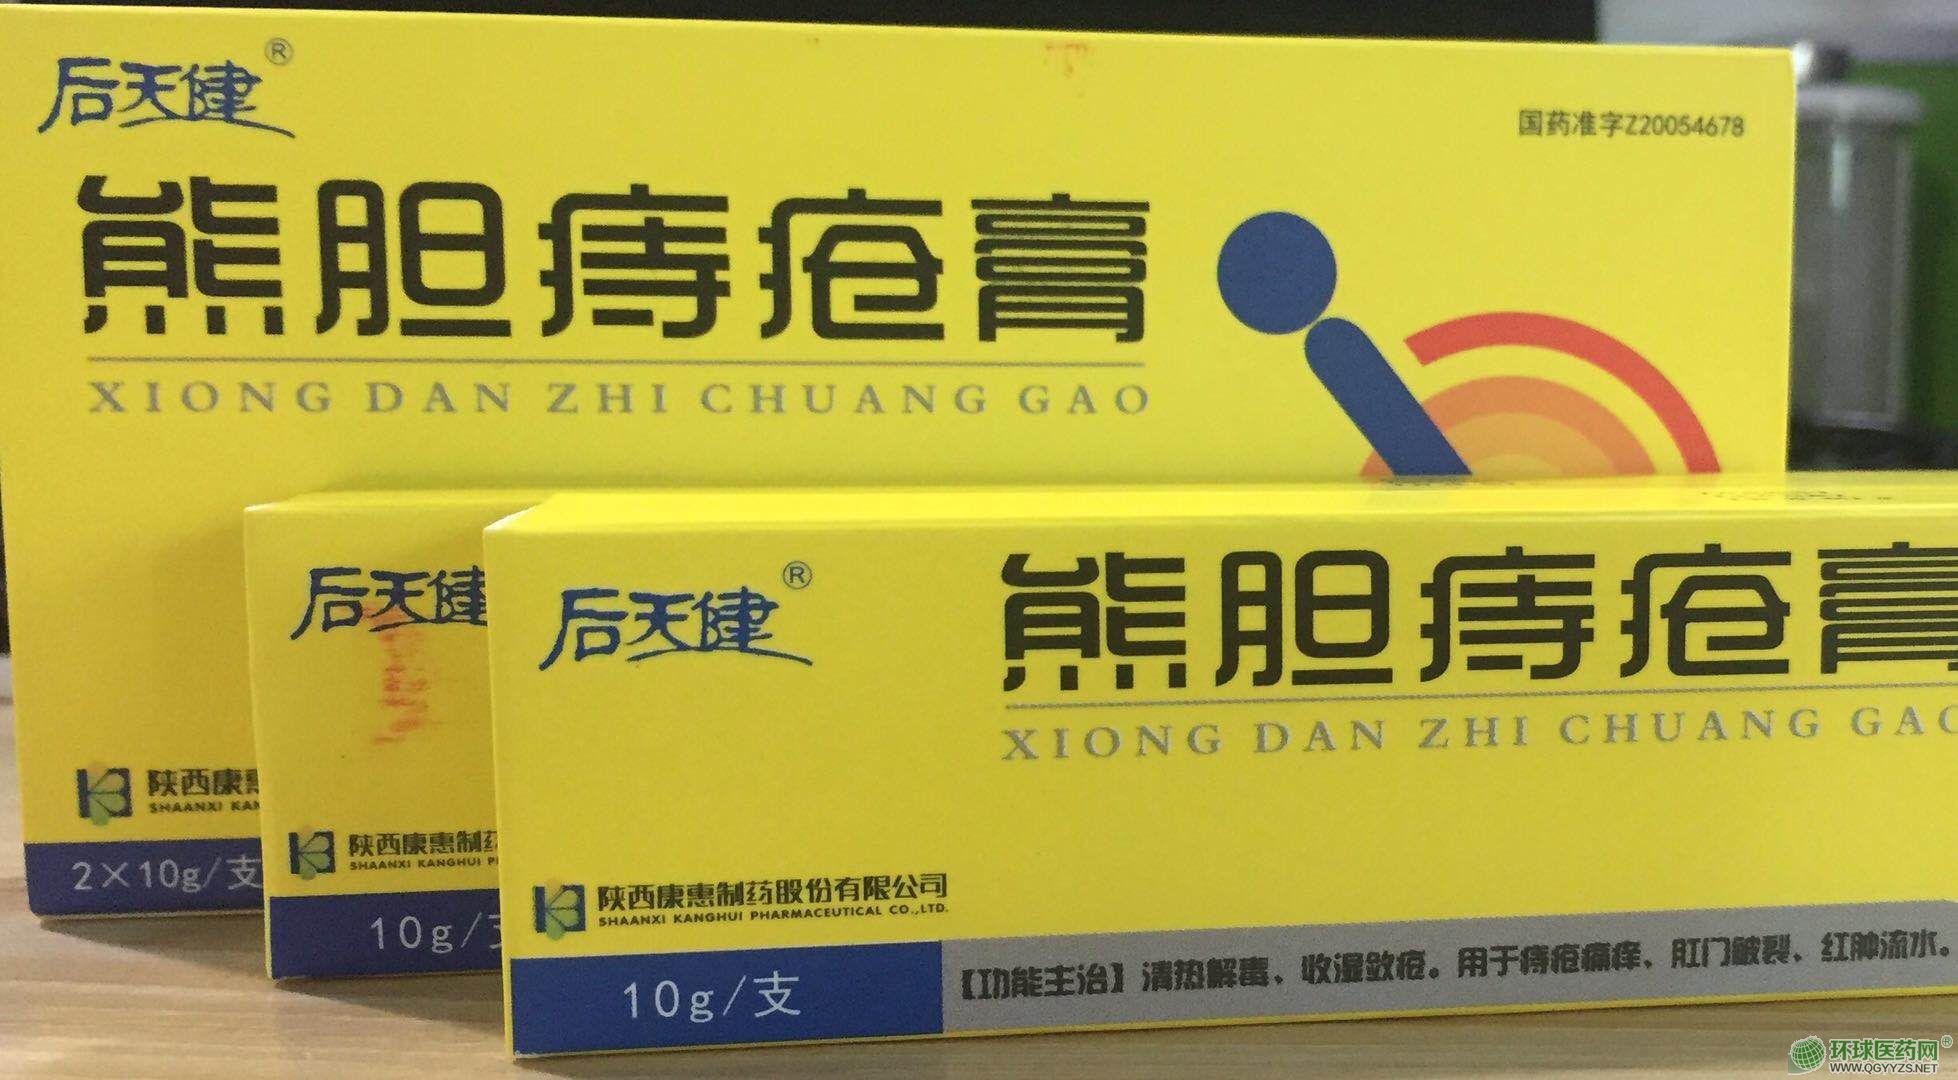 后天健®
国药准字Z20054678
熊胆痔疮膏
XIONG DAN ZHI CHUANG GAO
陕西康惠
SHAANXI KAN
2×10g/支
后天健
陕西康惠制药
SHAANXI KANGHUI P
10g/支
后天健®
熊胆痔疮膏
XIONG DAN ZHI CHUANG GAO
陕西康惠制药股份有限公司
SHAANXI KANGHUI PHARMACEUTICAL CO.,LTD.
10g/支
【功能主治】清热解毒、收湿敛疮。用于痔疮痛痒、肛门皲裂、红肿流水。
环球医药网®
WWW.QGYYZS.NET